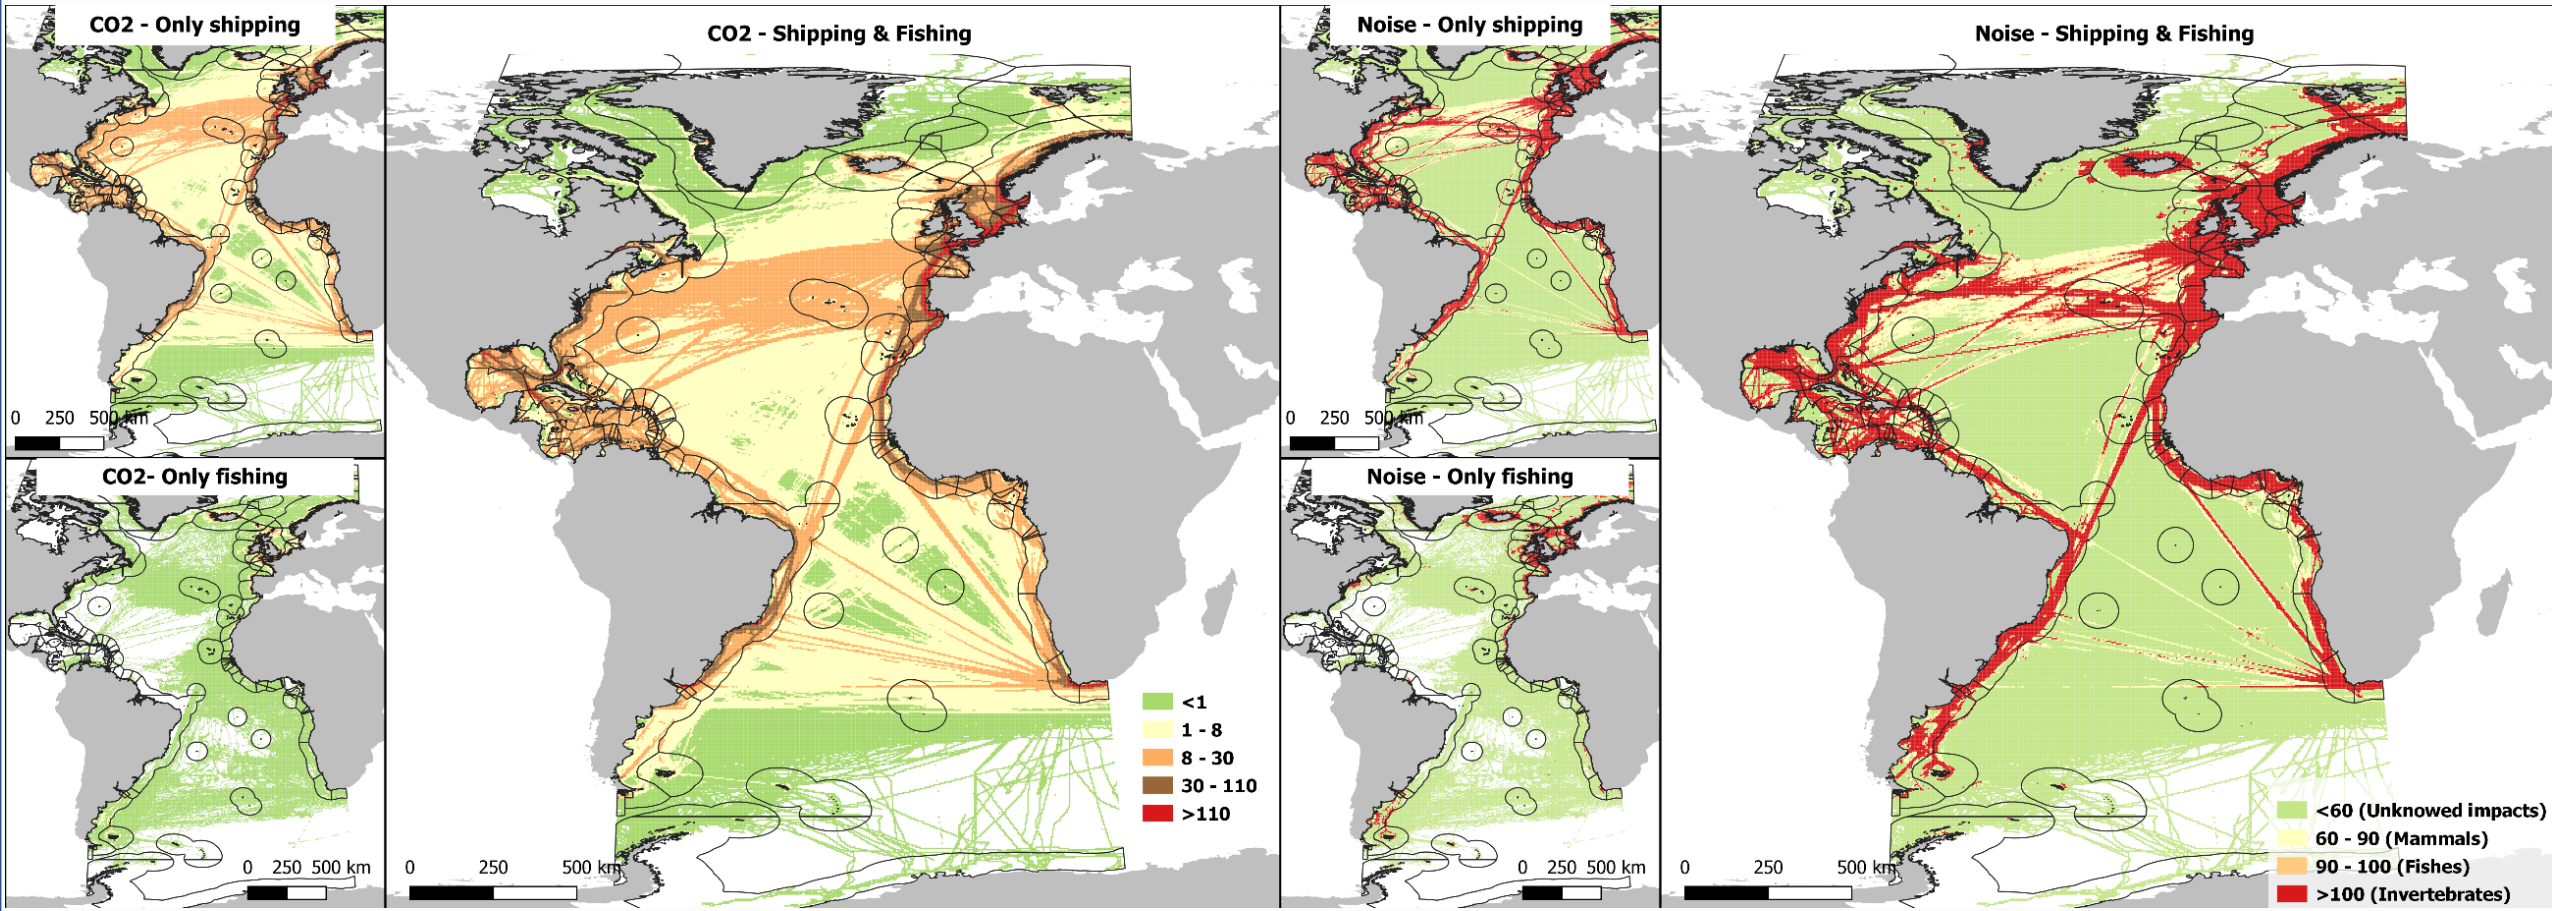 CO2 - Only shipping
0 250 500 km
CO2- Only fishing
0 250 500 km
CO2 - Shipping & Fishing
<1
1 - 8
8 - 30
30 - 110
>110
0 250 500 km
Noise - Only shipping
0 250 500 km
Noise - Only fishing
0 250 500 km
Noise - Shipping & Fishing
<60 (Unknowed impacts)
60 - 90 (Mammals)
90 - 100 (Fishes)
>100 (Invertebrates)
0 250 500 km